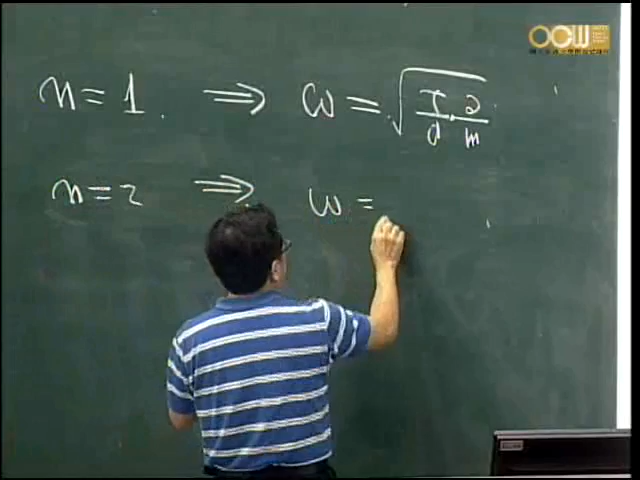 OCW
n = 1. ⇒ ω = √(T/d · 2/m)
n = 2 ⇒ ω =